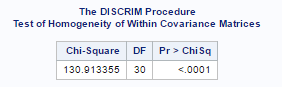 The DISCRIM Procedure
Test of Homogeneity of Within Covariance Matrices
Chi-Square DF Pr > ChiSq
130.913355 30 <.0001